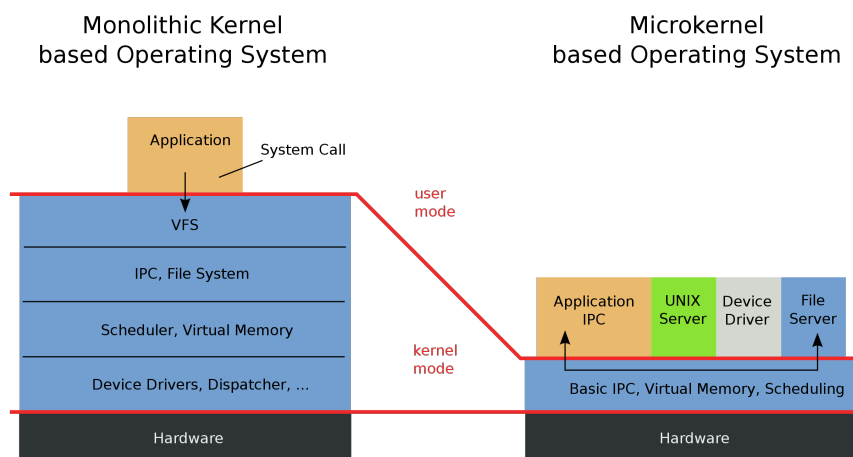 Monolithic Kernel
based Operating System
Microkernel
based Operating System
Application
System Call
user
mode
VFS
IPC, File System
Scheduler, Virtual Memory
kernel
mode
Device Drivers, Dispatcher, ...
Hardware
Application
IPC
UNIX
Server
Device
Driver
File
Server
Basic IPC, Virtual Memory, Scheduling
Hardware